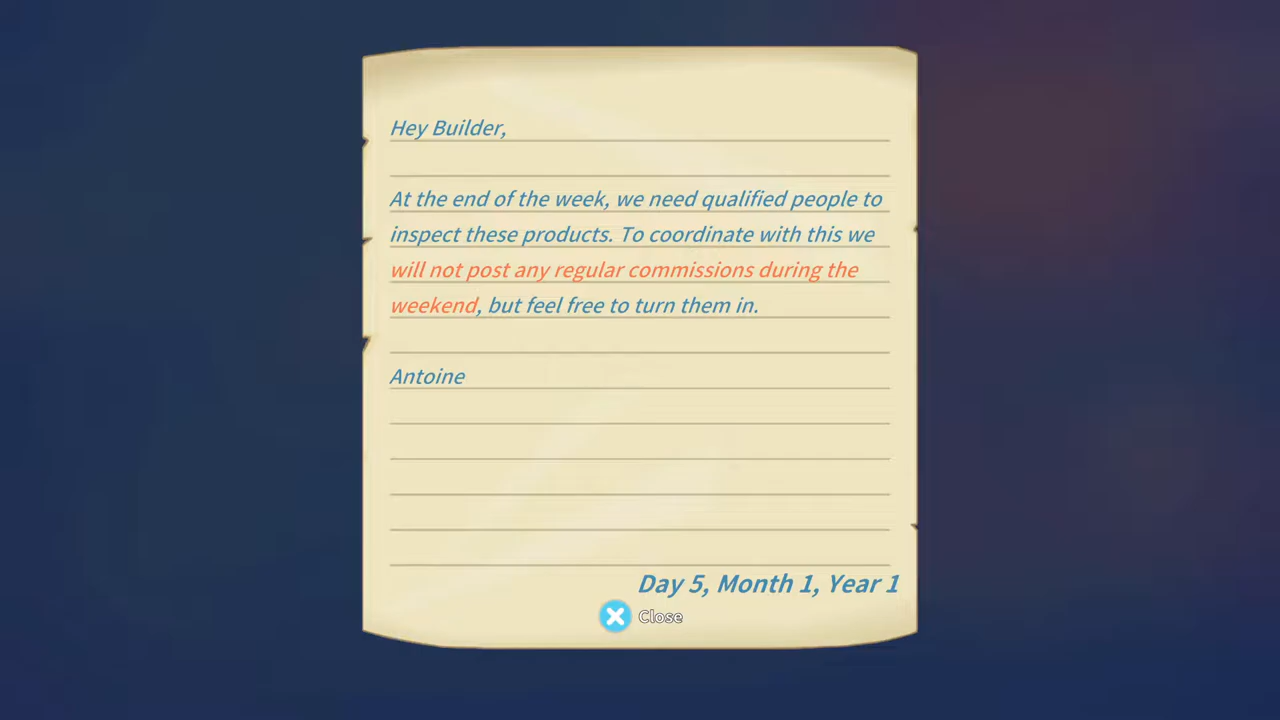 Hey Builder,
At the end of the week, we need qualified people to
inspect these products. To coordinate with this we
will not post any regular commissions during the
weekend, but feel free to turn them in.
Antoine
Day 5, Month 1, Year 1
Close